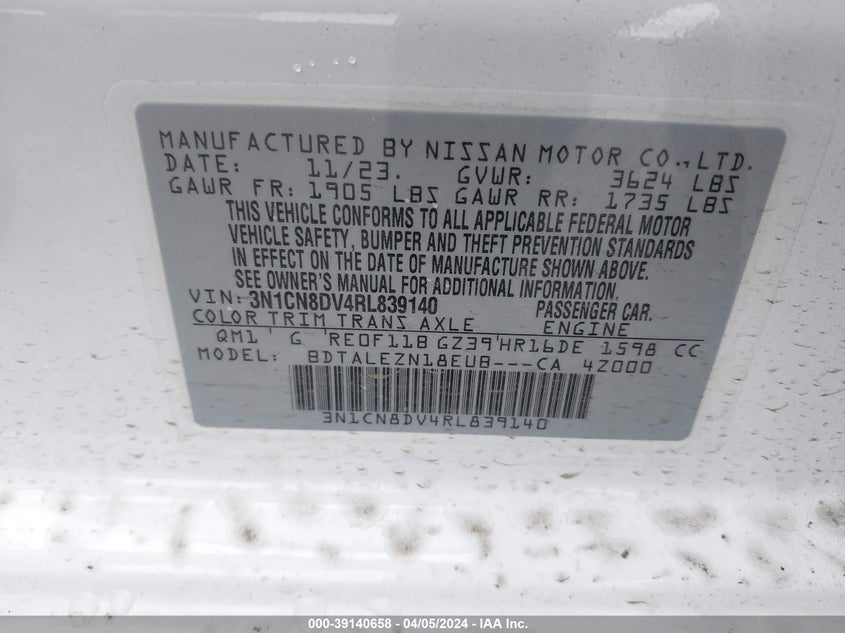 MANUFACTURED BY NISSAN MOTOR CO.,LTD.
DATE: 11/23. GVWR: 3624 LBS
GAWR FR: 1905 LBS GAWR RR: 1735 LBS
THIS VEHICLE CONFORMS TO ALL APPLICABLE FEDERAL MOTOR
VEHICLE SAFETY, BUMPER AND THEFT PREVENTION STANDARDS
IN EFFECT ON THE DATE OF MANUFACTURE SHOWN ABOVE.
SEE OWNER'S MANUAL FOR ADDITIONAL INFORMATION.
VIN: 3N1CN8DV4RL839140 PASSENGER CAR.
COLOR TRIM TRANS AXLE ENGINE
QM1 ' G 'RE0F11B GZ39'HR16DE 1598 CC
MODEL: BDTALEZN18EUB---CA 4Z000
3N1CN8DV4RL839140
000-39140658 - 04/05/2024 - IAA Inc.